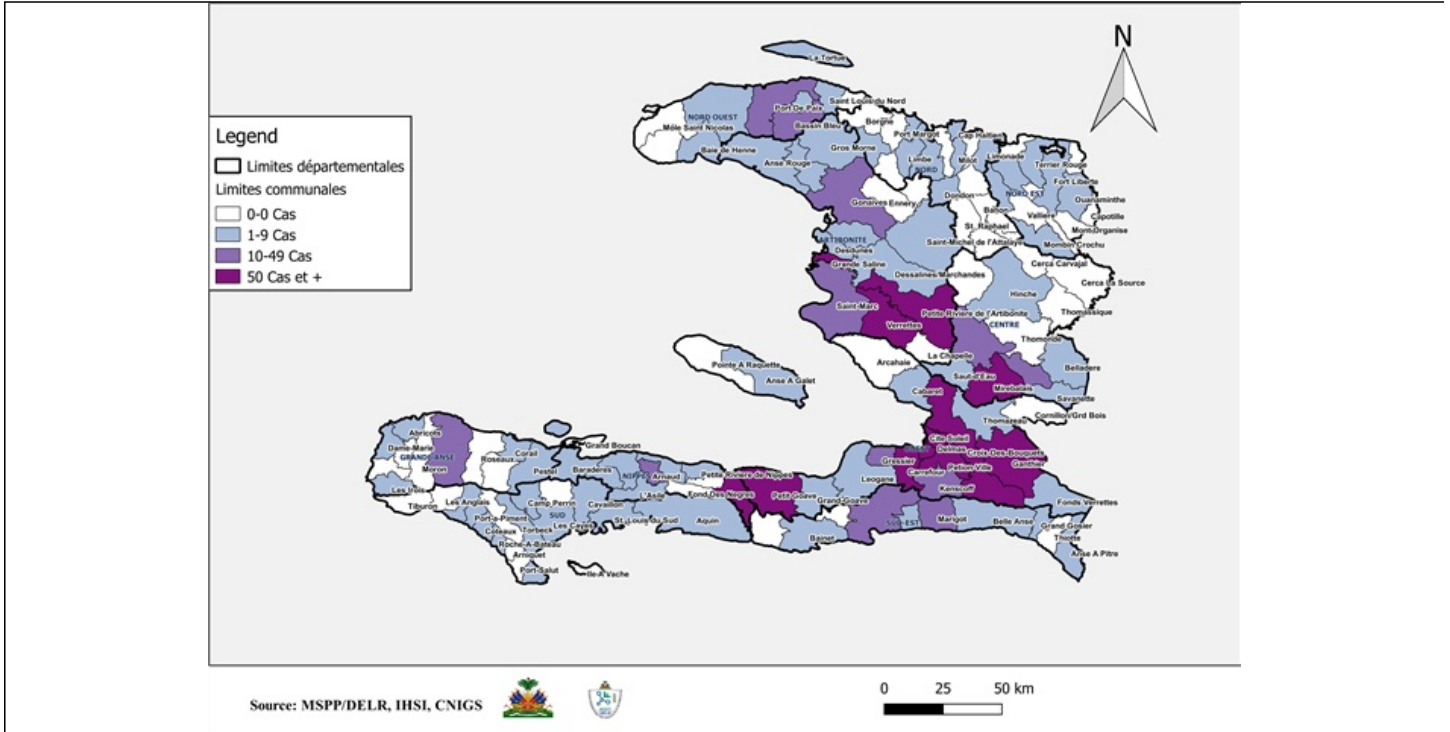 N
Legend
Limites départementales
Limites communales
0-0 Cas
1-9 Cas
10-49 Cas
50 Cas et +
La Tortue
Port De Paix
Saint Louis du Nord
NORD OUEST
Môle Saint Nicolas
Bassin Bleu
Borgne
Port Margot
Cap Haïtien
Baie de Henne
Anse Rouge
Gros Morne
Limbe
NORD
Milot
Limonade
Terrier Rouge
Fort Liberte
NORD EST
Ouanaminthe
Gonaives
Ennery
Dondon
Bahon
Valliere
Capotille
St. Raphael
Mont-Organise
ARTIBONITE
Desdunes
Saint-Michel de l'Attalaye
Mombin Crochu
Grande Saline
Dessalines/Marchandes
Cerca Carvajal
Cerca La Source
Hinche
Saint-Marc
Petite Rivière de l'Artibonite
Thomassique
Verrettes
CENTRE
Thomonde
Arcahaie
La Chapelle
Belladere
Pointe A Raquette
Anse A Galet
Saut-d'Eau
Mirebalais
Cabaret
Savanette
Thomazeau
Cornillon/Grd Bois
Abricots
Dame-Marie
GRANDE ANSE
Moron
Roseaux
Corail
Grand Boucan
Pestel
Baraderes
NIPPES
Arnaud
Petite Riviere de Nippes
Cite Soleil
Delmas
Croix-Des-Bouquets
Gressier
Carrefour
Petion-Ville
Ganthier
Leogane
Kenscoff
Les Irois
Tiburon
Les Anglais
Camp Perrin
Cavaillon
L'Asile
Fond Des Negres
Petit Goave
Grand Goave
Fonds Verrettes
Port-a-Piment
SUD
St. Louis du Sud
Aquin
SUD-EST
Marigot
Belle Anse
Grand Gosier
Coteaux
Torbeck
Les Cayes
Bainet
Thiotte
Roche-A-Bateau
Arniquet
Anse A Pitre
Port-Salut
Ile A Vache
Source: MSPP/DELR, IHSI, CNIGS
0 25 50 km